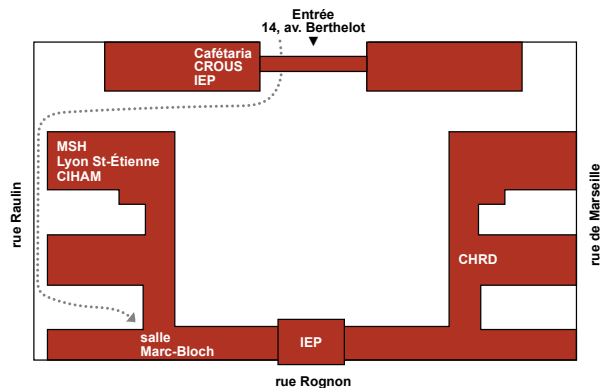 Entrée
14, av. Berthelot
Cafétaria
CROUS
IEP
MSH
Lyon St-Étienne
CIHAM
rue Raulin
rue de Marseille
CHRD
salle
Marc-Bloch
IEP
rue Rognon